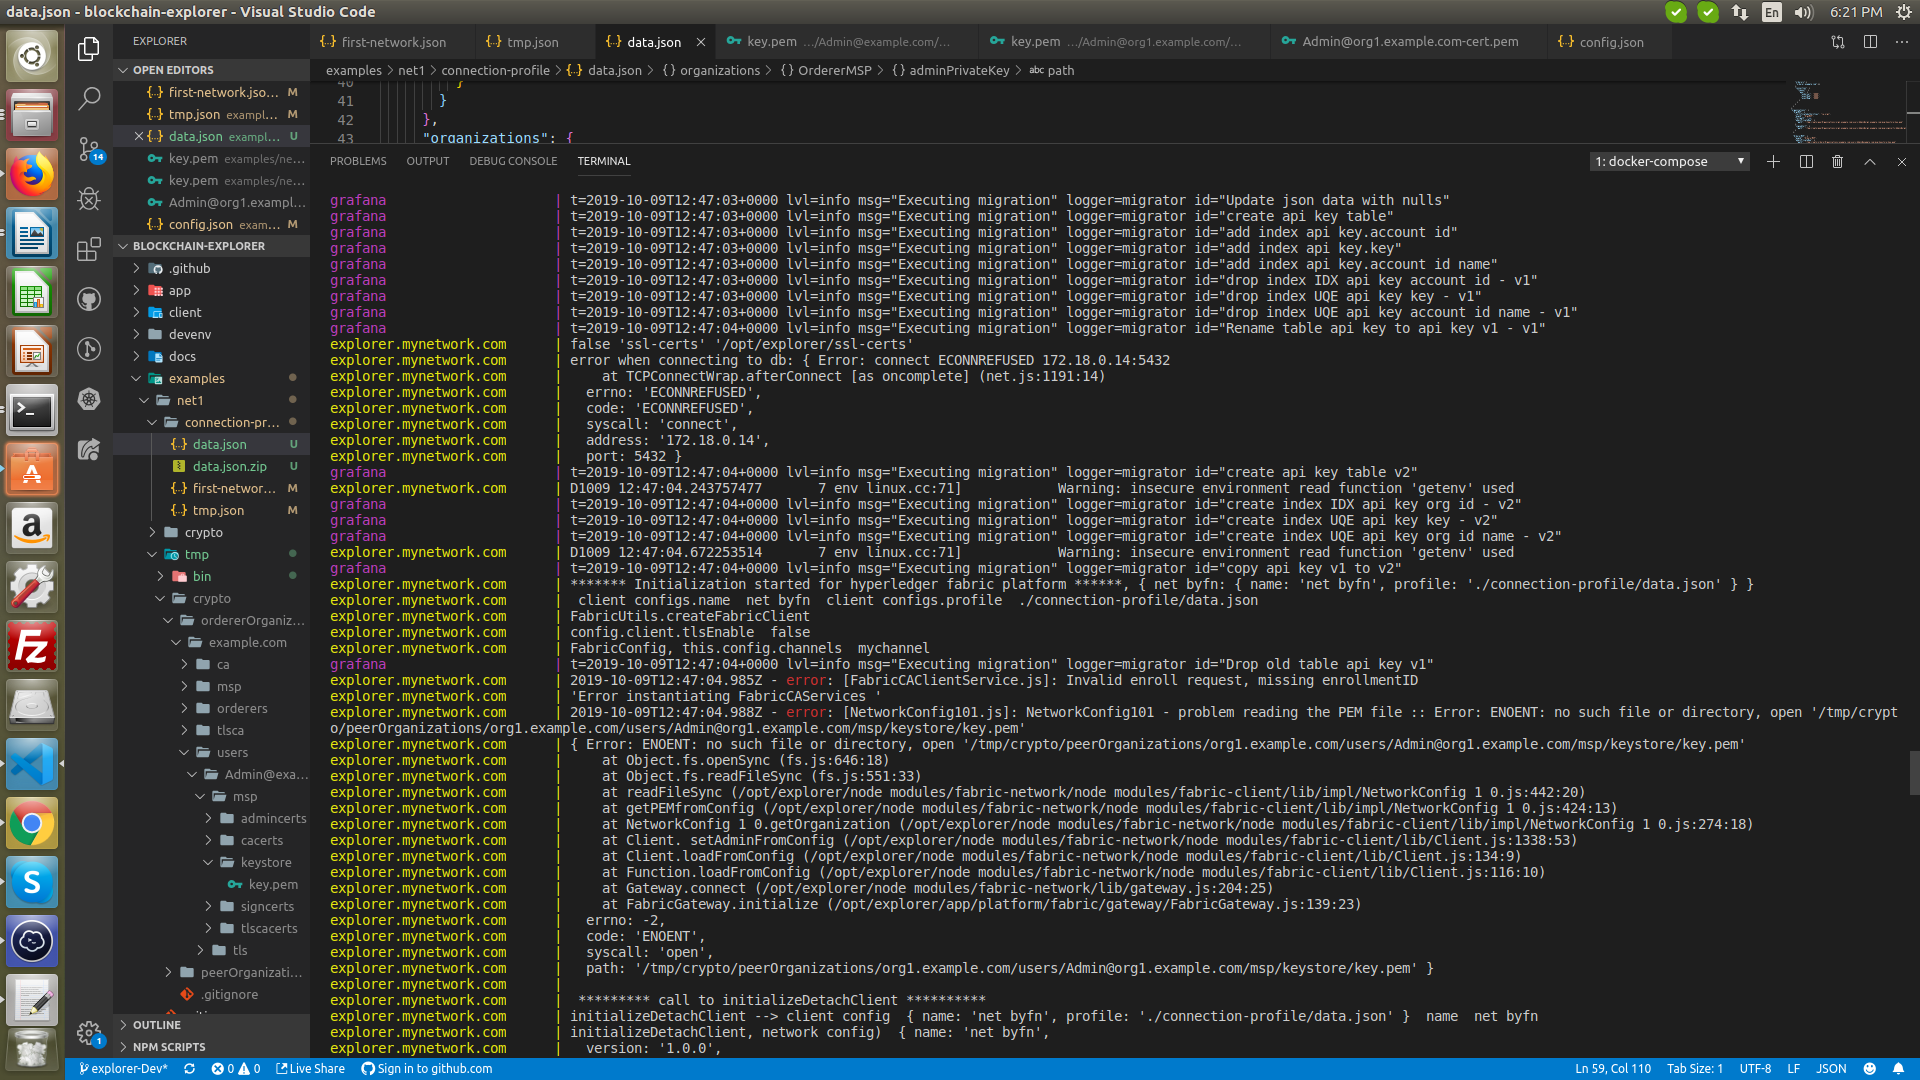 data.json - blockchain-explorer - Visual Studio Code
En
6:21 PM
EXPLORER
first-network.json
tmp.json
data.json
key.pem .../Admin@example.com/...
key.pem .../Admin@org1.example.com/...
Admin@org1.example.com-cert.pem
config.json
OPEN EDITORS
examples > net1 > connection-profile > data.json > organizations > OrdererMSP > adminPrivateKey > abc path
first-network.jso... M
tmp.json exampl... M
data.json exampl... U
key.pem examples/ne...
key.pem examples/ne...
Admin@org1.exampl...
config.json exam... M
40 }
41 }
42 },
43 "organizations": {
PROBLEMS OUTPUT DEBUG CONSOLE TERMINAL
1: docker-compose
BLOCKCHAIN-EXPLORER
.github
app
client
devenv
docs
examples
net1
connection-pr...
data.json U
data.json.zip U
first-networ... M
tmp.json M
crypto
tmp
bin
crypto
ordererOrganiz...
example.com
ca
msp
orderers
tlsca
users
Admin@exa...
msp
admincerts
cacerts
keystore
key.pem
signcerts
tlscacerts
tls
peerOrganizati...
.gitignore
OUTLINE
NPM SCRIPTS
14
1
grafana | t=2019-10-09T12:47:03+0000 lvl=info msg="Executing migration" logger=migrator id="Update json data with nulls"
grafana | t=2019-10-09T12:47:03+0000 lvl=info msg="Executing migration" logger=migrator id="create api key table"
grafana | t=2019-10-09T12:47:03+0000 lvl=info msg="Executing migration" logger=migrator id="add index api key.account id"
grafana | t=2019-10-09T12:47:03+0000 lvl=info msg="Executing migration" logger=migrator id="add index api key.key"
grafana | t=2019-10-09T12:47:03+0000 lvl=info msg="Executing migration" logger=migrator id="add index api key.account id name"
grafana | t=2019-10-09T12:47:03+0000 lvl=info msg="Executing migration" logger=migrator id="drop index IDX api key account id - v1"
grafana | t=2019-10-09T12:47:03+0000 lvl=info msg="Executing migration" logger=migrator id="drop index UQE api key key - v1"
grafana | t=2019-10-09T12:47:03+0000 lvl=info msg="Executing migration" logger=migrator id="drop index UQE api key account id name - v1"
grafana | t=2019-10-09T12:47:04+0000 lvl=info msg="Executing migration" logger=migrator id="Rename table api key to api key v1 - v1"
explorer.mynetwork.com | false 'ssl-certs' '/opt/explorer/ssl-certs'
explorer.mynetwork.com | error when connecting to db: { Error: connect ECONNREFUSED 172.18.0.14:5432
explorer.mynetwork.com | at TCPConnectWrap.afterConnect [as oncomplete] (net.js:1191:14)
explorer.mynetwork.com | errno: 'ECONNREFUSED',
explorer.mynetwork.com | code: 'ECONNREFUSED',
explorer.mynetwork.com | syscall: 'connect',
explorer.mynetwork.com | address: '172.18.0.14',
explorer.mynetwork.com | port: 5432 }
grafana | t=2019-10-09T12:47:04+0000 lvl=info msg="Executing migration" logger=migrator id="create api key table v2"
explorer.mynetwork.com | D1009 12:47:04.243757477 7 env linux.cc:71] Warning: insecure environment read function 'getenv' used
grafana | t=2019-10-09T12:47:04+0000 lvl=info msg="Executing migration" logger=migrator id="create index IDX api key org id - v2"
grafana | t=2019-10-09T12:47:04+0000 lvl=info msg="Executing migration" logger=migrator id="create index UQE api key key - v2"
grafana | t=2019-10-09T12:47:04+0000 lvl=info msg="Executing migration" logger=migrator id="create index UQE api key org id name - v2"
explorer.mynetwork.com | D1009 12:47:04.672253514 7 env linux.cc:71] Warning: insecure environment read function 'getenv' used
grafana | t=2019-10-09T12:47:04+0000 lvl=info msg="Executing migration" logger=migrator id="copy api key v1 to v2"
explorer.mynetwork.com | ******* Initialization started for hyperledger fabric platform ******, { net byfn: { name: 'net byfn', profile: './connection-profile/data.json' } }
explorer.mynetwork.com | client configs.name net byfn client configs.profile ./connection-profile/data.json
explorer.mynetwork.com | FabricUtils.createFabricClient
explorer.mynetwork.com | config.client.tlsEnable false
explorer.mynetwork.com | FabricConfig, this.config.channels mychannel
grafana | t=2019-10-09T12:47:04+0000 lvl=info msg="Executing migration" logger=migrator id="Drop old table api key v1"
explorer.mynetwork.com | 2019-10-09T12:47:04.985Z - error: [FabricCAClientService.js]: Invalid enroll request, missing enrollmentID
explorer.mynetwork.com | 'Error instantiating FabricCAServices '
explorer.mynetwork.com | 2019-10-09T12:47:04.988Z - error: [NetworkConfig101.js]: NetworkConfig101 - problem reading the PEM file :: Error: ENOENT: no such file or directory, open '/tmp/crypt
o/peerOrganizations/org1.example.com/users/Admin@org1.example.com/msp/keystore/key.pem'
explorer.mynetwork.com | { Error: ENOENT: no such file or directory, open '/tmp/crypto/peerOrganizations/org1.example.com/users/Admin@org1.example.com/msp/keystore/key.pem'
explorer.mynetwork.com | at Object.fs.openSync (fs.js:646:18)
explorer.mynetwork.com | at Object.fs.readFileSync (fs.js:551:33)
explorer.mynetwork.com | at readFileSync (/opt/explorer/node modules/fabric-network/node modules/fabric-client/lib/impl/NetworkConfig 1 0.js:442:20)
explorer.mynetwork.com | at getPEMfromConfig (/opt/explorer/node modules/fabric-network/node modules/fabric-client/lib/impl/NetworkConfig 1 0.js:424:13)
explorer.mynetwork.com | at NetworkConfig 1 0.getOrganization (/opt/explorer/node modules/fabric-network/node modules/fabric-client/lib/impl/NetworkConfig 1 0.js:274:18)
explorer.mynetwork.com | at Client. setAdminFromConfig (/opt/explorer/node modules/fabric-network/node modules/fabric-client/lib/Client.js:1338:53)
explorer.mynetwork.com | at Client.loadFromConfig (/opt/explorer/node modules/fabric-network/node modules/fabric-client/lib/Client.js:134:9)
explorer.mynetwork.com | at Function.loadFromConfig (/opt/explorer/node modules/fabric-network/node modules/fabric-client/lib/Client.js:116:10)
explorer.mynetwork.com | at Gateway.connect (/opt/explorer/node modules/fabric-network/lib/gateway.js:204:25)
explorer.mynetwork.com | at FabricGateway.initialize (/opt/explorer/app/platform/fabric/gateway/FabricGateway.js:139:23)
explorer.mynetwork.com | errno: -2,
explorer.mynetwork.com | code: 'ENOENT',
explorer.mynetwork.com | syscall: 'open',
explorer.mynetwork.com | path: '/tmp/crypto/peerOrganizations/org1.example.com/users/Admin@org1.example.com/msp/keystore/key.pem' }
explorer.mynetwork.com |
explorer.mynetwork.com | ********* call to initializeDetachClient **********
explorer.mynetwork.com | initializeDetachClient --> client config { name: 'net byfn', profile: './connection-profile/data.json' } name net byfn
explorer.mynetwork.com | initializeDetachClient, network config) { name: 'net byfn',
explorer.mynetwork.com | version: '1.0.0',
explorer-Dev* 0 0 Live Share Sign in to github.com
Ln 59, Col 110 Tab Size: 1 UTF-8 LF JSON